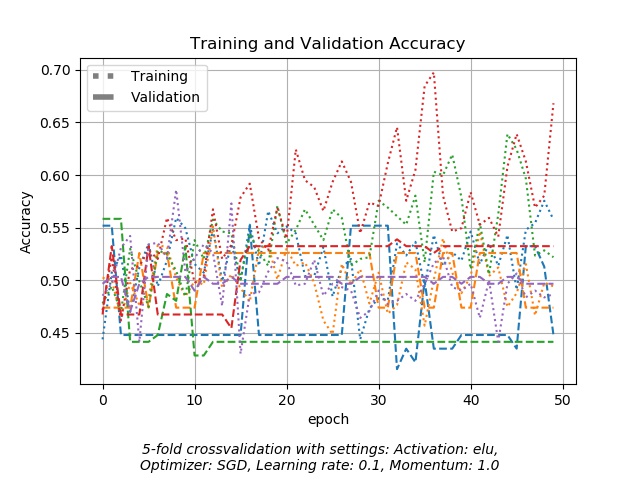 Training and Validation Accuracy
Training
Validation
0.70
0.65
0.60
0.55
0.50
0.45
Accuracy
0 10 20 30 40 50
epoch
5-fold crossvalidation with settings: Activation: elu,
Optimizer: SGD, Learning rate: 0.1, Momentum: 1.0